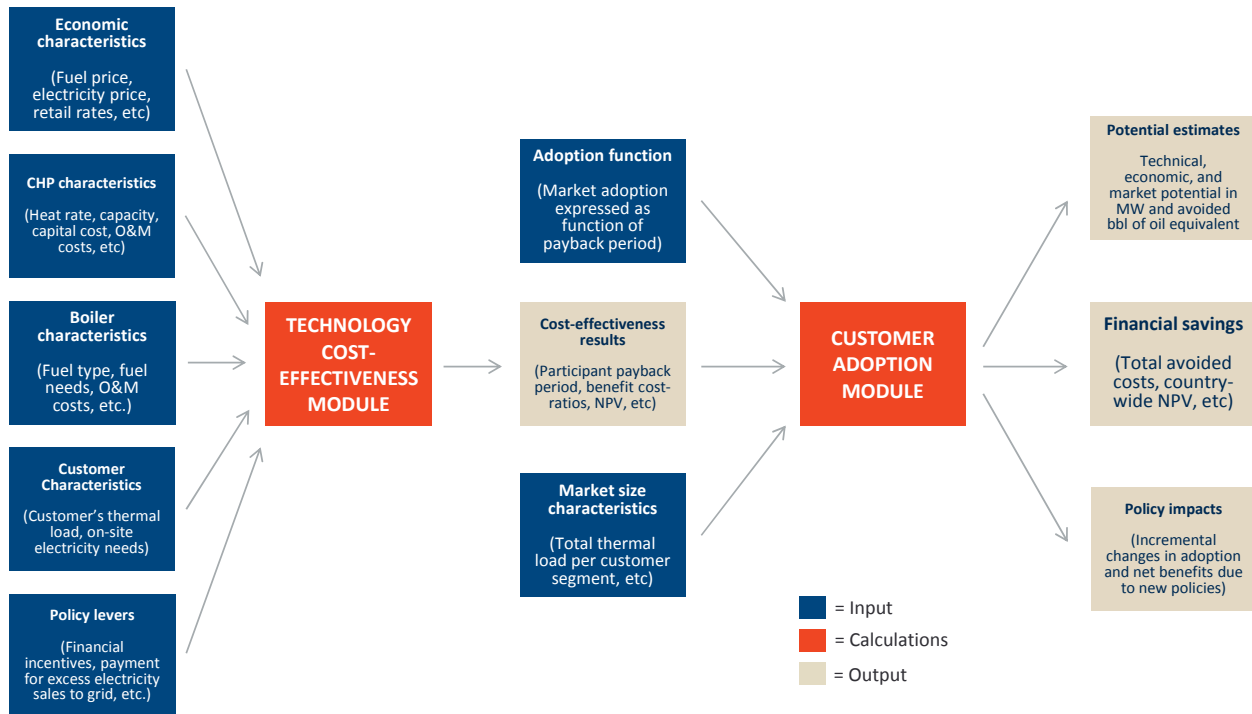 Economic
characteristics
(Fuel price,
electricity price,
retail rates, etc)
CHP characteristics
(Heat rate, capacity,
capital cost, O&M
costs, etc)
Boiler
characteristics
(Fuel type, fuel
needs, O&M
costs, etc.)
Customer
Characteristics
(Customer’s thermal
load, on-site
electricity needs)
Policy levers
(Financial
incentives, payment
for excess electricity
sales to grid, etc.)
TECHNOLOGY
COST-
EFFECTIVENESS
MODULE
Adoption function
(Market adoption
expressed as
function of
payback period)
Cost-effectiveness
results
(Participant payback
period, benefit cost-
ratios, NPV, etc)
Market size
characteristics
(Total thermal
load per customer
segment, etc)
CUSTOMER
ADOPTION
MODULE
Potential estimates
Technical,
economic, and
market potential in
MW and avoided
bbl of oil equivalent
Financial savings
(Total avoided
costs, country-
wide NPV, etc)
Policy impacts
(Incremental
changes in adoption
and net benefits due
to new policies)
= Input
= Calculations
= Output